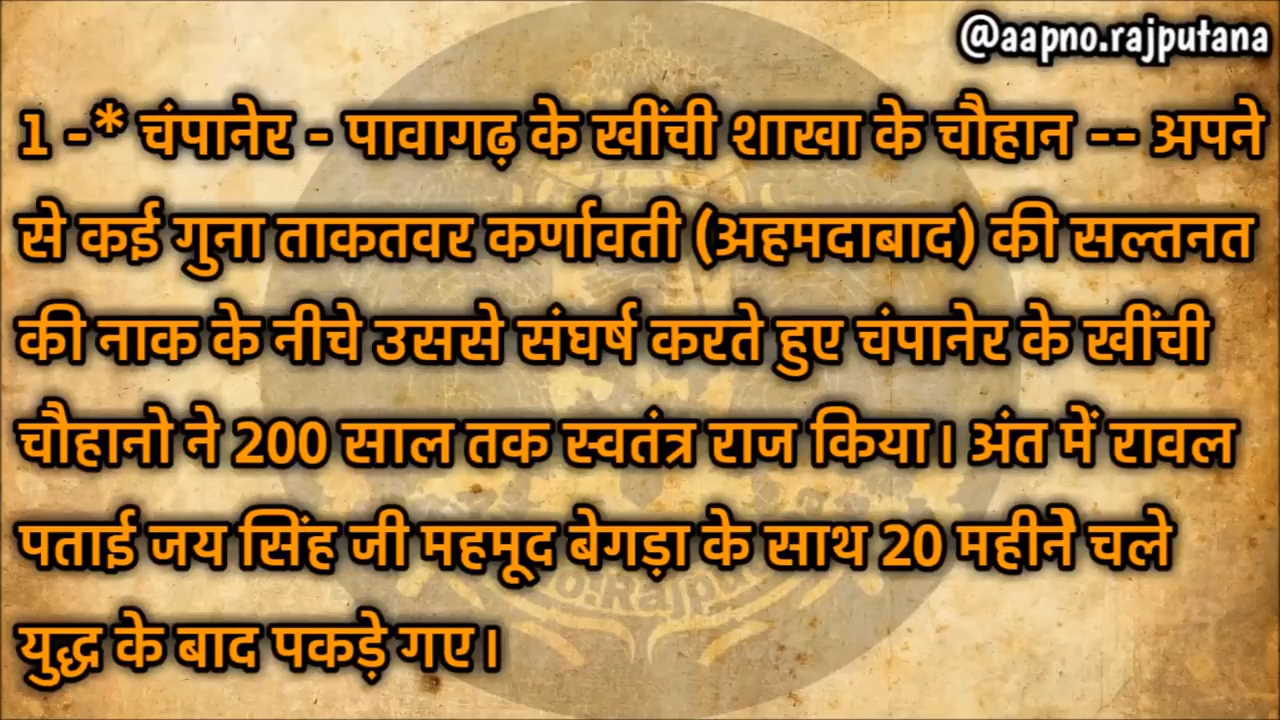 @aapno.rajputana
1 -* चंपानेर - पावागढ़ के खींची शाखा के चौहान -- अपने
से कई गुना ताकतवर कर्णावती (अहमदाबाद) की सल्तनत
की नाक के नीचे उससे संघर्ष करते हुए चंपानेर के खींची
चौहानो ने 200 साल तक स्वतंत्र राज किया। अंत में रावल
पताई जय सिंह जी महमूद बेगड़ा के साथ 20 महीनेे चले
युद्ध के बाद पकड़े गए।